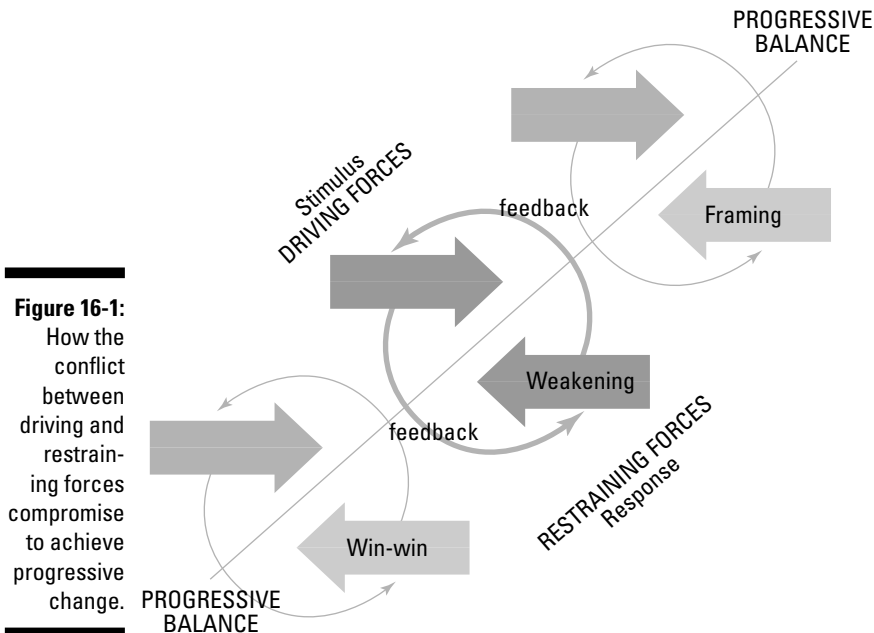 PROGRESSIVE
BALANCE
Stimulus
DRIVING FORCES
feedback
Framing
Figure 16-1:
How the
conflict
between
driving and
restrain-
ing forces
compromise
to achieve
progressive
change.
Weakening
feedback
RESTRAINING FORCES
Response
Win-win
PROGRESSIVE
BALANCE